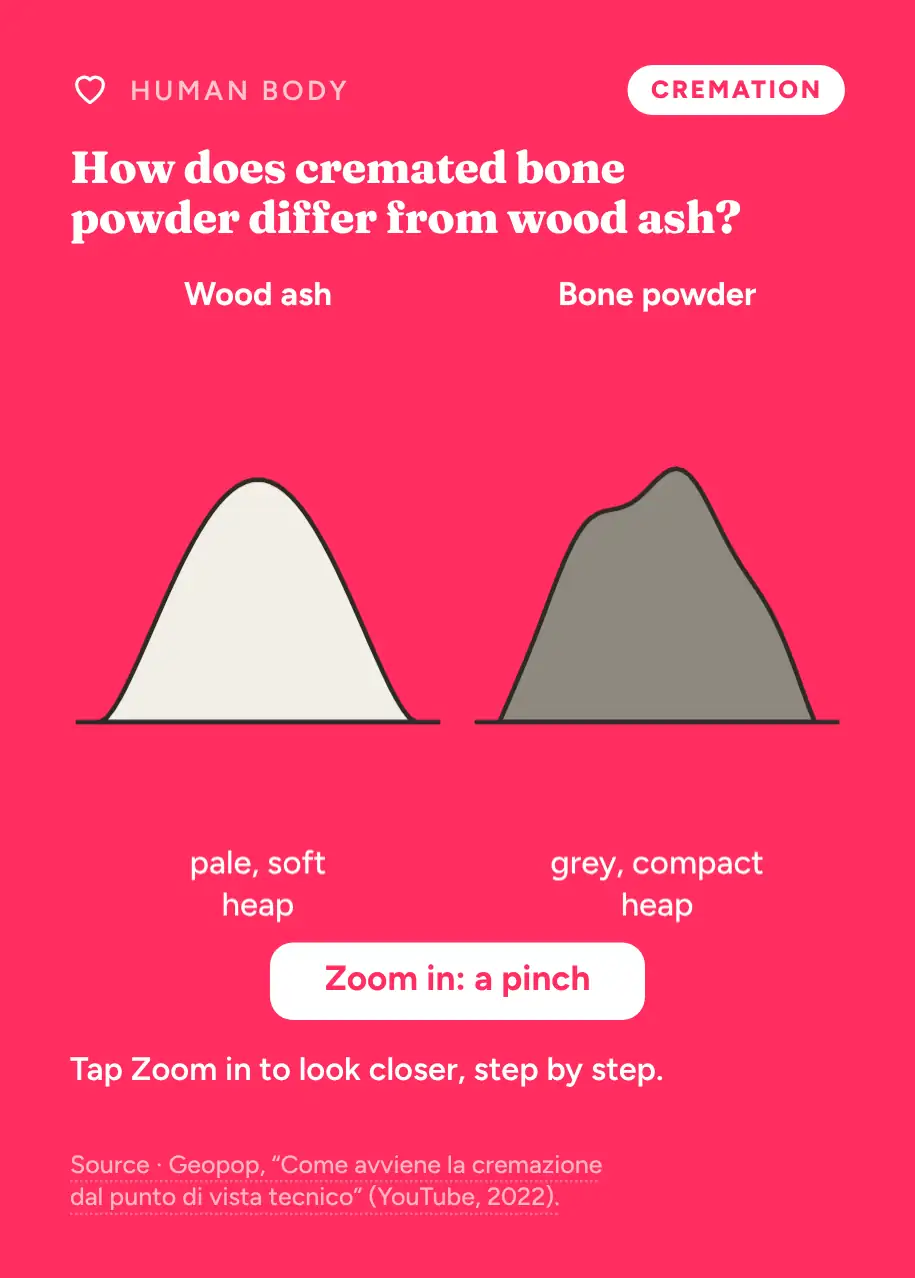 HUMAN BODY
CREMATION
How does cremated bone
powder differ from wood ash?
Wood ash
Bone powder
pale, soft
heap
grey, compact
heap
Zoom in: a pinch
Tap Zoom in to look closer, step by step.
Source · Geopop, “Come avviene la cremazione
dal punto di vista tecnico” (YouTube, 2022).